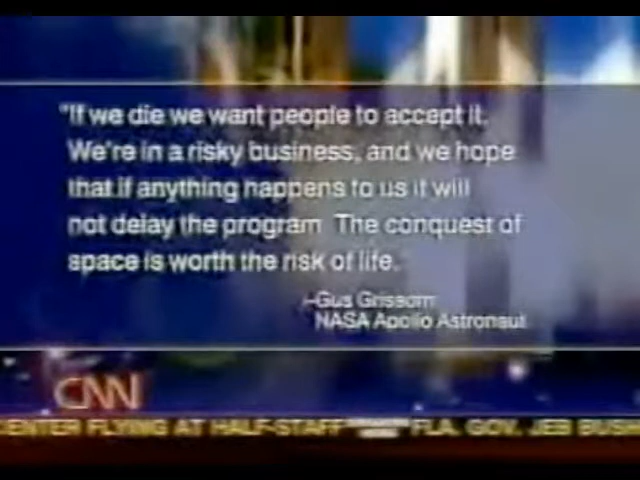 "If we die we want people to accept it.
We're in a risky business, and we hope
that if anything happens to us it will
not delay the program. The conquest of
space is worth the risk of life.
--Gus Grissom
NASA Apollo Astronaut
CNN
ENTER FLYING AT HALF-STAFF FLA. GOV. JEB BUSH